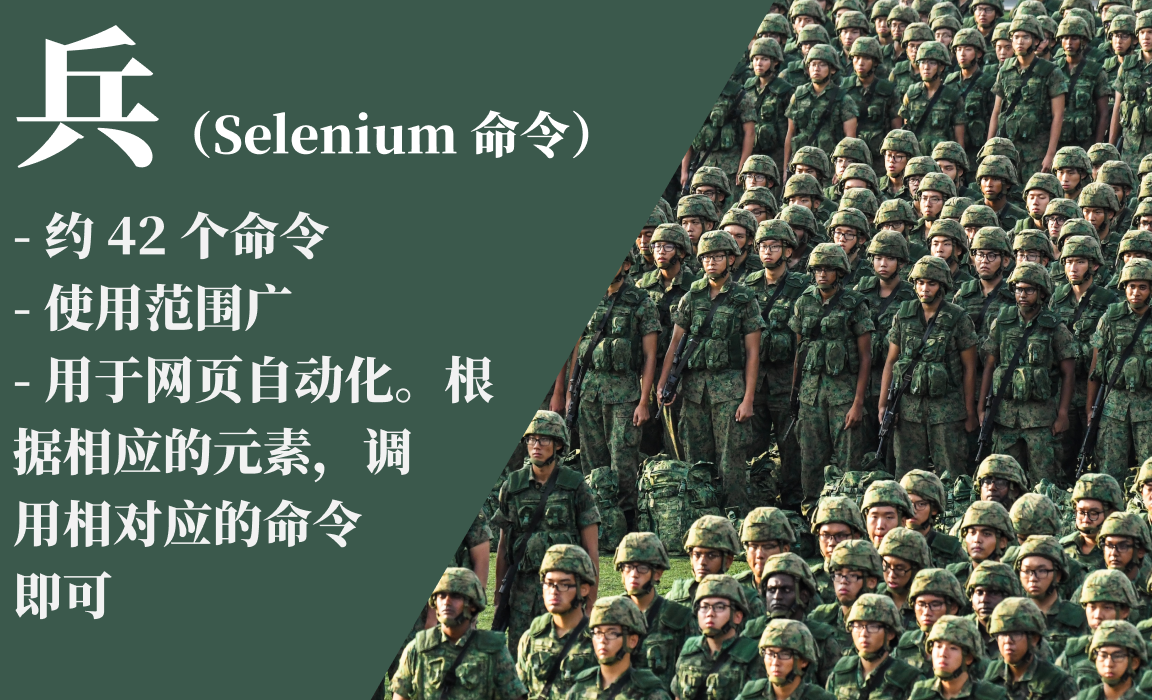 兵（Selenium 命令）
- 约 42 个命令
- 使用范围广
- 用于网页自动化。根
据相应的元素，调
用相对应的命令
即可